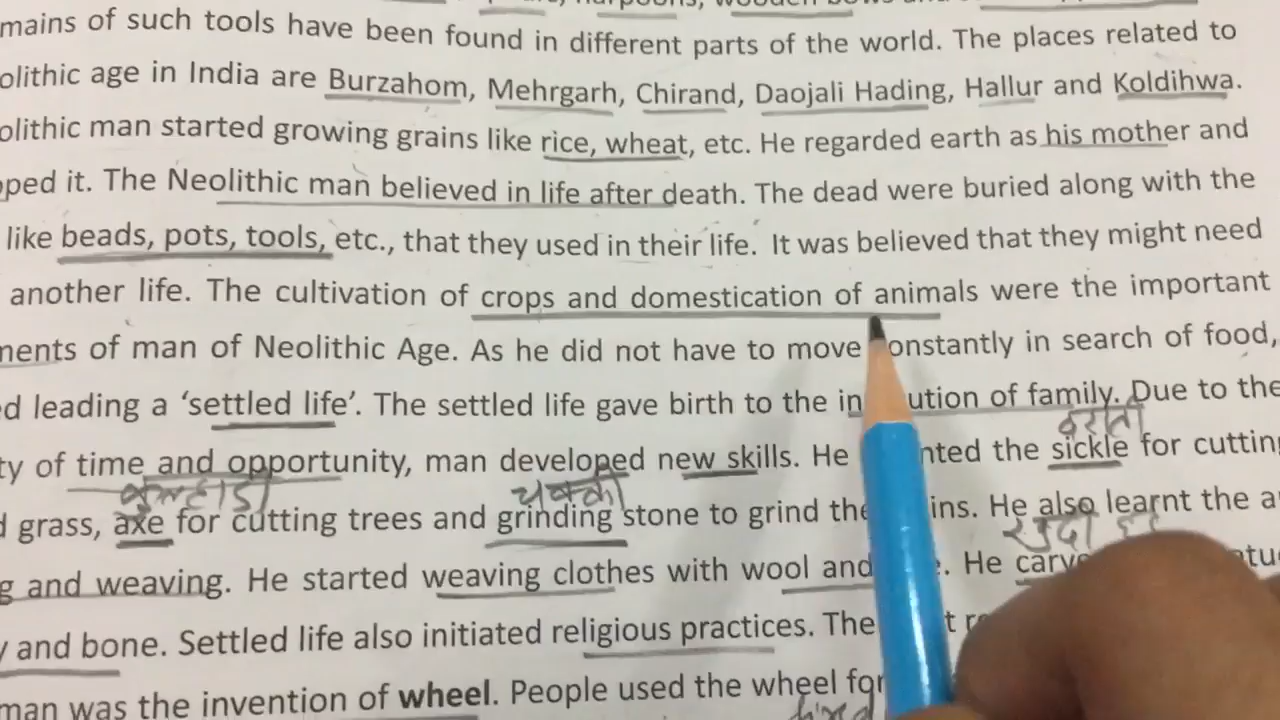 mains of such tools have been found in different parts of the world. The places related to
olithic age in India are Burzahom, Mehrgarh, Chirand, Daojali Hading, Hallur and Koldihwa.
olithic man started growing grains like rice, wheat, etc. He regarded earth as his mother and
ped it. The Neolithic man believed in life after death. The dead were buried along with the
like beads, pots, tools, etc., that they used in their life. It was believed that they might need
another life. The cultivation of crops and domestication of animals were the important
ments of man of Neolithic Age. As he did not have to move onstantly in search of food,
d leading a ‘settled life’. The settled life gave birth to the in ution of family. Due to the
ty of time and opportunity, man developed new skills. He nted the sickle for cutting
grass, axe for cutting trees and grinding stone to grind the ins. He also learnt the a
g and weaving. He started weaving clothes with wool and He carve
and bone. Settled life also initiated religious practices. The
man was the invention of wheel. People used the wheel for